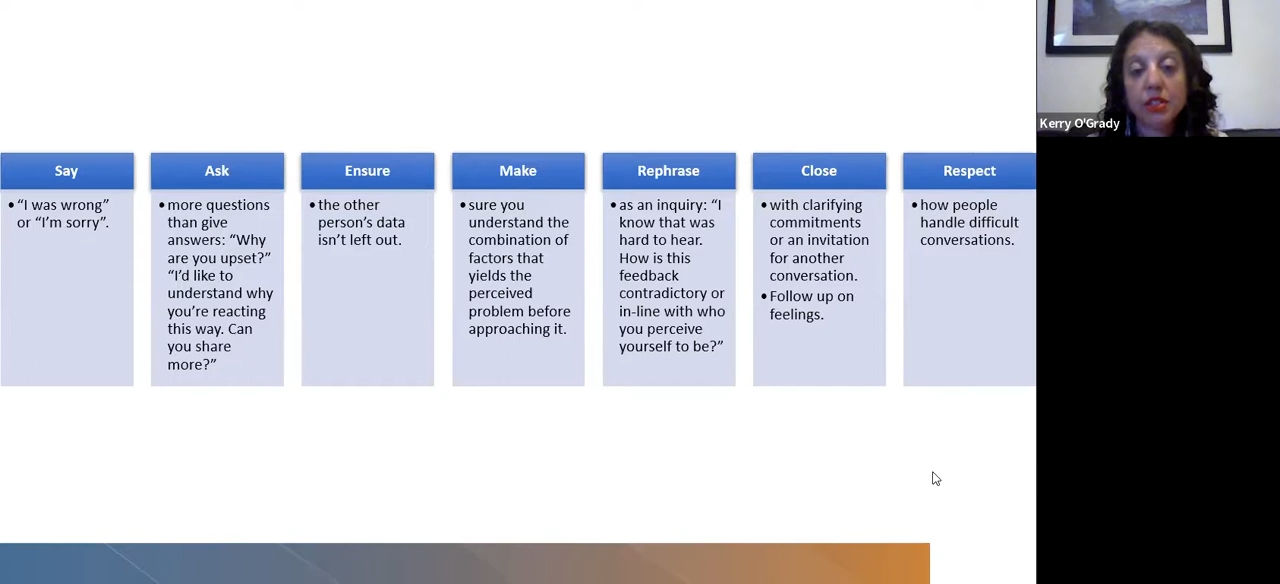 Say
• “I was wrong”
or “I’m sorry”.
Ask
• more questions
than give
answers: “Why
are you upset?”
“I’d like to
understand why
you’re reacting
this way. Can
you share
more?”
Ensure
• the other
person’s data
isn’t left out.
Make
• sure you
understand the
combination of
factors that
yields the
perceived
problem before
approaching it.
Rephrase
• as an inquiry: “I
know that was
hard to hear.
How is this
feedback
contradictory or
in-line with who
you perceive
yourself to be?”
Close
• with clarifying
commitments
or an invitation
for another
conversation.
• Follow up on
feelings.
Respect
• how people
handle difficult
conversations.
Kerry O'Grady